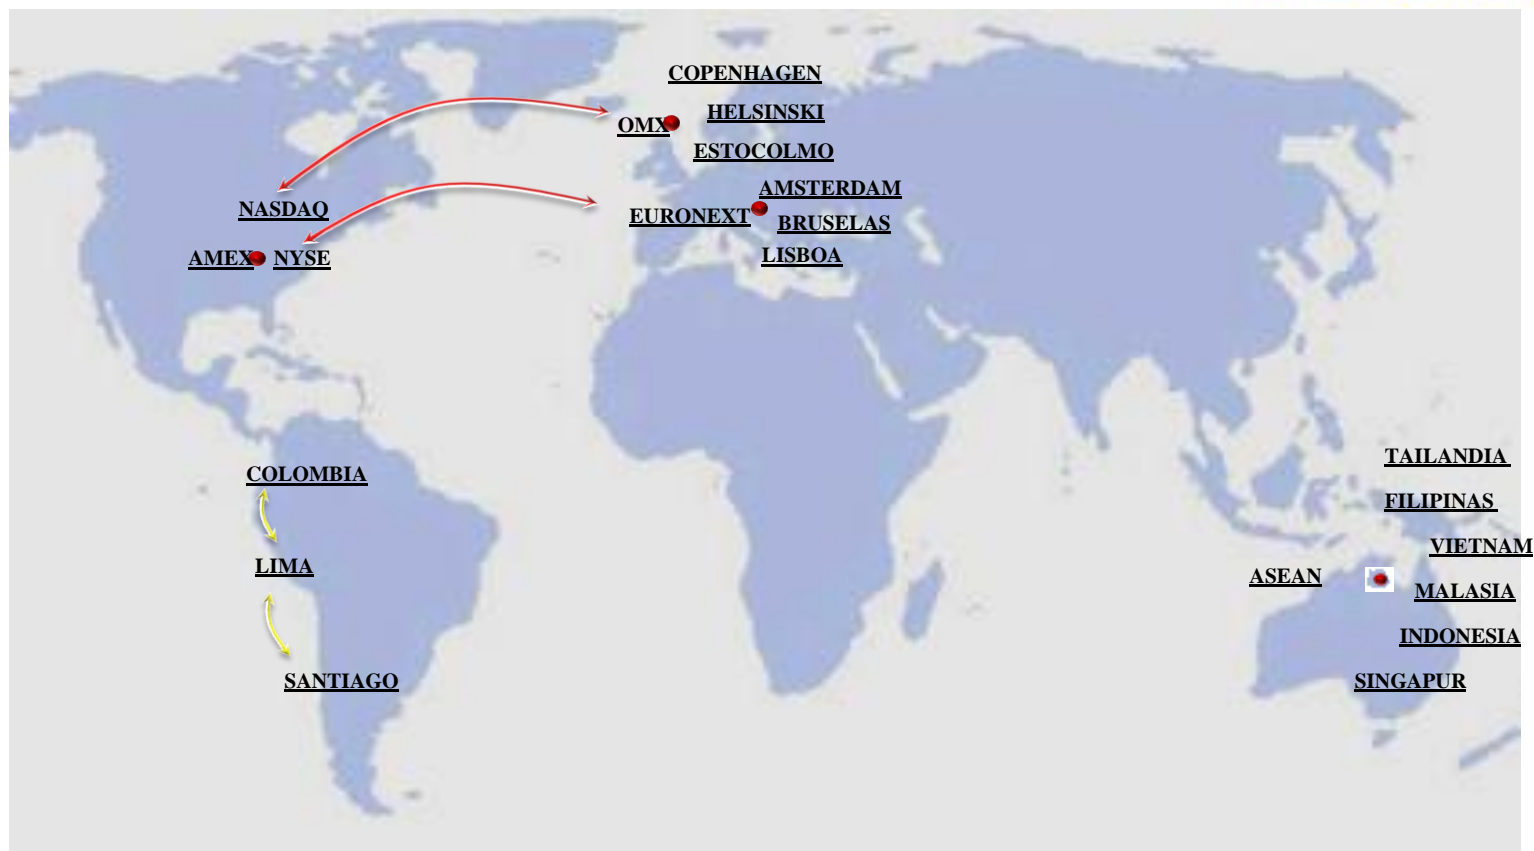 COPENHAGEN
HELSINSKI
OMX
ESTOCOLMO
AMSTERDAM
NASDAQ
EURONEXT
BRUSELAS
LISBOA
AMEX NYSE
TAILANDIA
COLOMBIA
FILIPINAS
VIETNAM
LIMA
ASEAN
MALASIA
INDONESIA
SANTIAGO
SINGAPUR